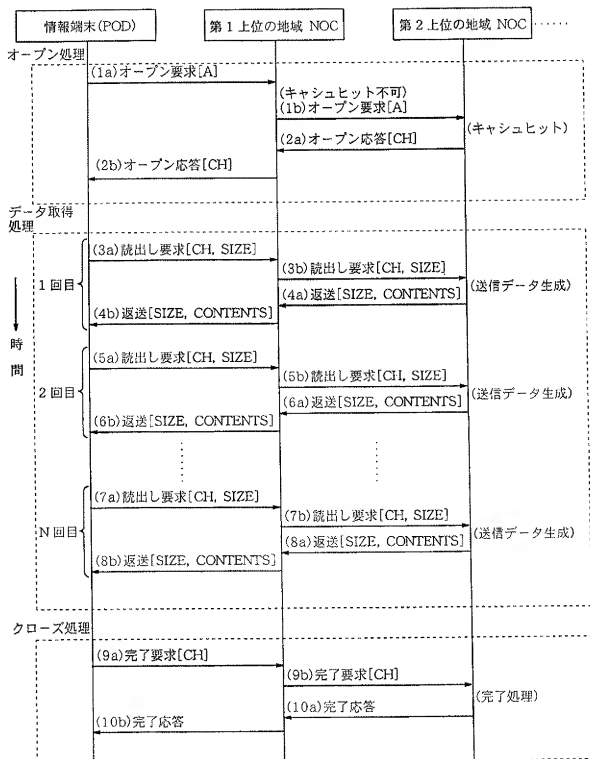 情報端末(POD)
第1上位の地域 NOC
第2上位の地域 NOC ……
オープン処理
(1a)オープン要求[A]
(キャシュヒット不可)
(1b)オープン要求[A]
(キャシュヒット)
(2a)オープン応答[CH]
(2b)オープン応答[CH]
データ取得
処理
(3a)読出し要求[CH, SIZE]
(3b)読出し要求[CH, SIZE]
1回目
(4a)返送[SIZE, CONTENTS]
(送信データ生成)
(4b)返送[SIZE, CONTENTS]
時
間
(5a)読出し要求[CH, SIZE]
(5b)読出し要求[CH, SIZE]
2回目
(送信データ生成)
(6a)返送[SIZE, CONTENTS]
(6b)返送[SIZE, CONTENTS]
(7a)読出し要求[CH, SIZE]
(7b)読出し要求[CH, SIZE]
N回目
(送信データ生成)
(8a)返送[SIZE, CONTENTS]
(8b)返送[SIZE, CONTENTS]
クローズ処理
(9a)完了要求[CH]
(9b)完了要求[CH]
(完了処理)
(10a)完了応答
(10b)完了応答